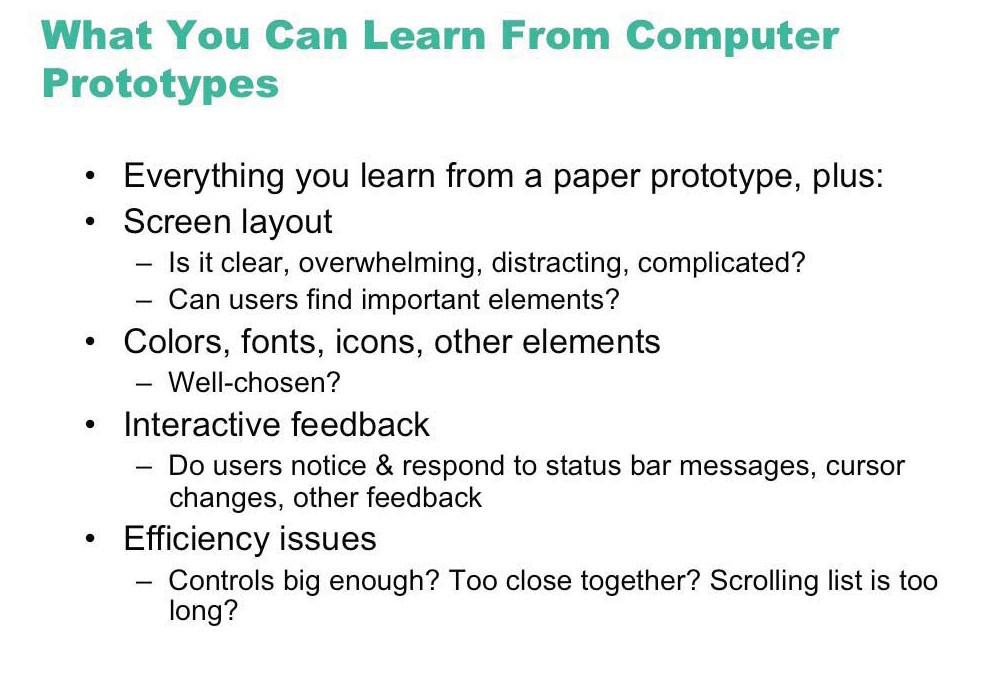 What You Can Learn From Computer
Prototypes
• Everything you learn from a paper prototype, plus:
• Screen layout
– Is it clear, overwhelming, distracting, complicated?
– Can users find important elements?
• Colors, fonts, icons, other elements
– Well-chosen?
• Interactive feedback
– Do users notice & respond to status bar messages, cursor
changes, other feedback
• Efficiency issues
– Controls big enough? Too close together? Scrolling list is too
long?